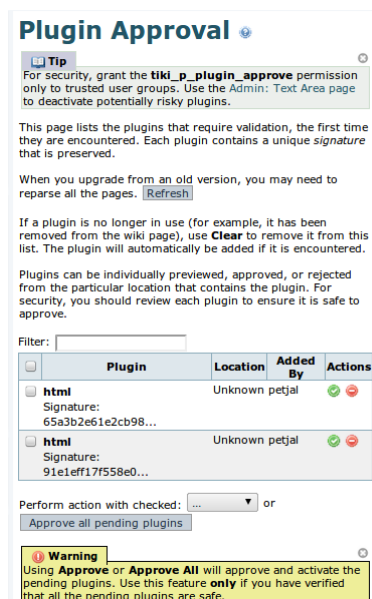 Plugin Approval
Tip
For security, grant the tiki_p_plugin_approve permission
only to trusted user groups. Use the Admin: Text Area page
to deactivate potentially risky plugins.
This page lists the plugins that require validation, the first time
they are encountered. Each plugin contains a unique signature
that is preserved.
When you upgrade from an old version, you may need to
reparse all the pages. Refresh
If a plugin is no longer in use (for example, it has been
removed from the wiki page), use Clear to remove it from this
list. The plugin will automatically be added if it is encountered.
Plugins can be individually previewed, approved, or rejected
from the particular location that contains the plugin. For
security, you should review each plugin to ensure it is safe to
approve.
Filter:
Plugin Location Added By Actions
html Unknown petjal
Signature:
65a3b2e61e2cb98...
html Unknown petjal
Signature:
91e1eff17f558e0...
Perform action with checked: ... or
Approve all pending plugins
Warning
Using Approve or Approve All will approve and activate the
pending plugins. Use this feature only if you have verified
that all the pending plugins are safe.